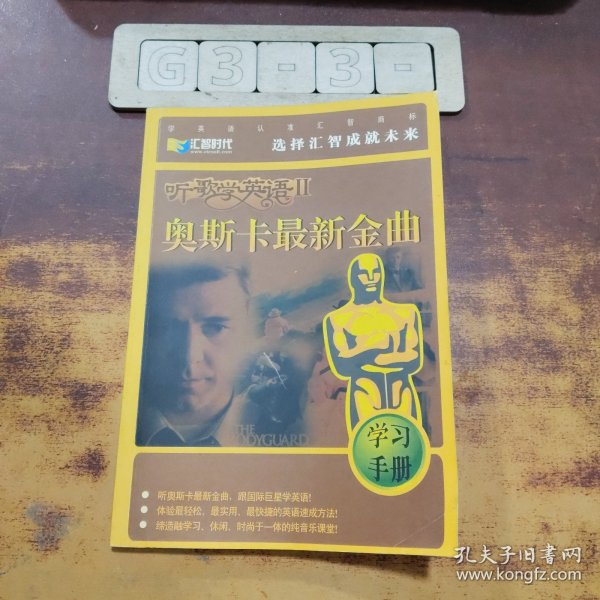 G3-3-
学英语认准汇智商标
汇智时代
选择汇智成就未来
听歌学英语II
奥斯卡最新金曲
THE
BODYGUARD
学习
手册
听奥斯卡最新金曲，跟国际巨星学英语！
体验最轻松、最实用、最快捷的英语速成方法！
缔造融学习、休闲、时尚于一体的纯音乐课堂！
孔夫子旧书网
www.kongfz.com